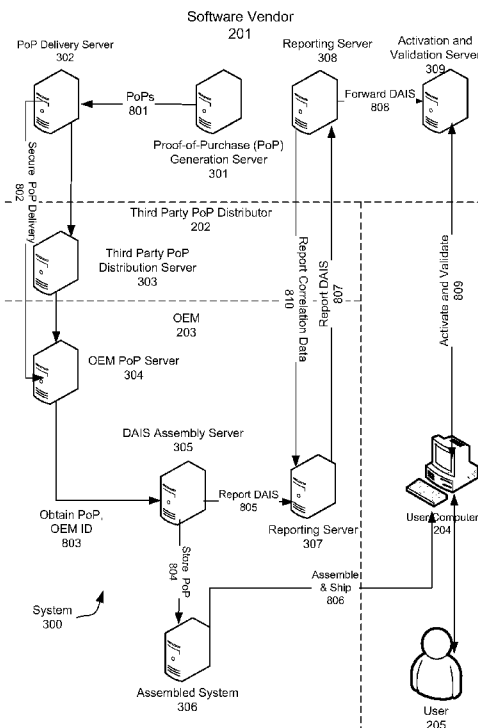 Software Vendor
201
PoP Delivery Server
302
Reporting Server
308
Activation and
Validation Server
309
PoPs
801
Forward DAIS
808
Proof-of-Purchase (PoP)
Generation Server
301
Secure PoP Delivery
802
Third Party PoP Distributor
202
Third Party PoP
Distribution Server
303
Report Correlation Data
810
Report DAIS
807
Activate and Validate
809
OEM
203
OEM PoP Server
304
DAIS Assembly Server
305
Report DAIS
805
Reporting Server
307
User Computer
204
Obtain PoP,
OEM ID
803
Store PoP
804
Assemble
& Ship
806
System
300
Assembled System
306
User
205